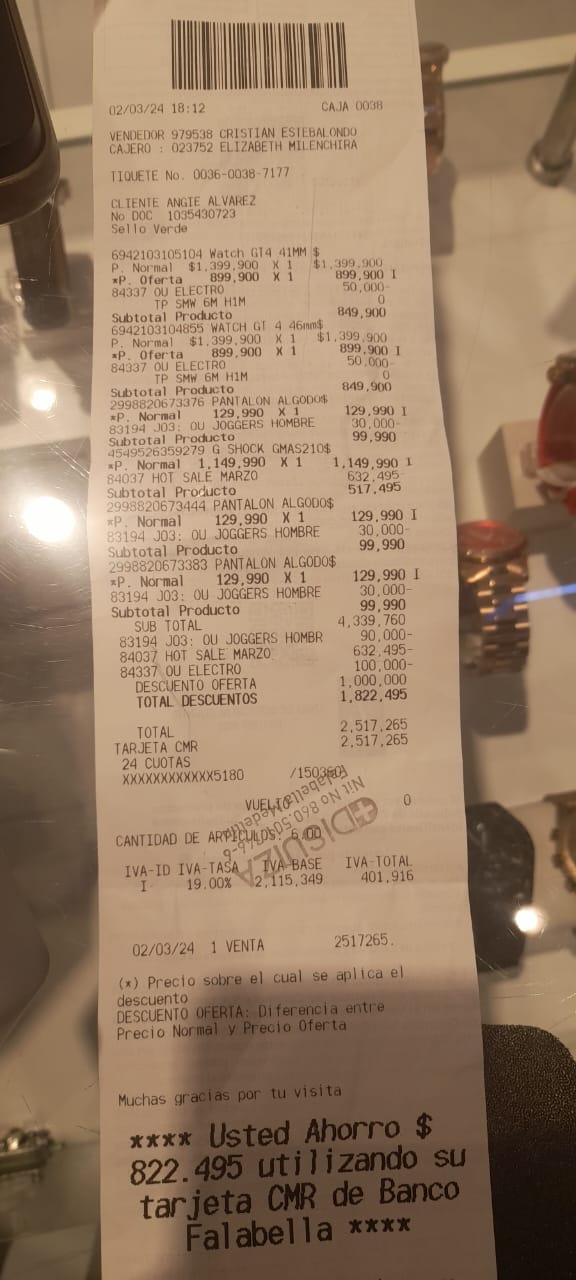 02/03/24 18:12 CAJA 0038
VENDEDOR 979538 CRISTIAN ESTEBALONDO
CAJERO : 023752 ELIZABETH MILENCHIRA
TIQUETE No. 0036-0038-7177
CLIENTE ANGIE ALVAREZ
No DOC 1035430723
Sello Verde
6942103105104 Watch GT4 41MM $
P. Normal $1,399,900 X 1 $1,399,900
*P. Oferta 899,900 X 1 899,900 I
84337 OU ELECTRO 50,000-
TP SMW 6M H1M 0
Subtotal Producto 849,900
6942103104855 WATCH GT 4 46mm$
P. Normal $1,399,900 X 1 $1,399,900
*P. Oferta 899,900 X 1 899,900 I
84337 OU ELECTRO 50,000-
TP SMW 6M H1M 0
Subtotal Producto 849,900
2998820673376 PANTALON ALGODO$
*P. Normal 129,990 X 1 129,990 I
83194 JO3: OU JOGGERS HOMBRE 30,000-
Subtotal Producto 99,990
4549526359279 G SHOCK GMAS210$
*P. Normal 1,149,990 X 1 1,149,990 I
84037 HOT SALE MARZO 632,495-
Subtotal Producto 517,495
2998820673444 PANTALON ALGODO$
*P. Normal 129,990 X 1 129,990 I
83194 JO3: OU JOGGERS HOMBRE 30,000-
Subtotal Producto 99,990
2998820673383 PANTALON ALGODO$
*P. Normal 129,990 X 1 129,990 I
83194 JO3: OU JOGGERS HOMBRE 30,000-
Subtotal Producto 99,990
SUB TOTAL 4,339,760
83194 JO3: OU JOGGERS HOMBR 90,000-
84037 HOT SALE MARZO 632,495-
84337 OU ELECTRO 100,000-
DESCUENTO OFERTA 1,000,000
TOTAL DESCUENTOS 1,822,495
TOTAL 2,517,265
TARJETA CMR 2,517,265
24 CUOTAS
XXXXXXXXXXXX5180
VUELTO 0
DIGUIZA
Falabella Medellin
CANTIDAD DE ARTICULOS: 6.00
IVA-ID IVA-TASA IVA-BASE IVA-TOTAL
I 19.00% 2,115,349 401,916
02/03/24 1 VENTA 2517265.
(*) Precio sobre el cual se aplica el
descuento
DESCUENTO OFERTA: Diferencia entre
Precio Normal y Precio Oferta
Muchas gracias por tu visita
**** Usted Ahorro $
822.495 utilizando su
tarjeta CMR de Banco
Falabella ****